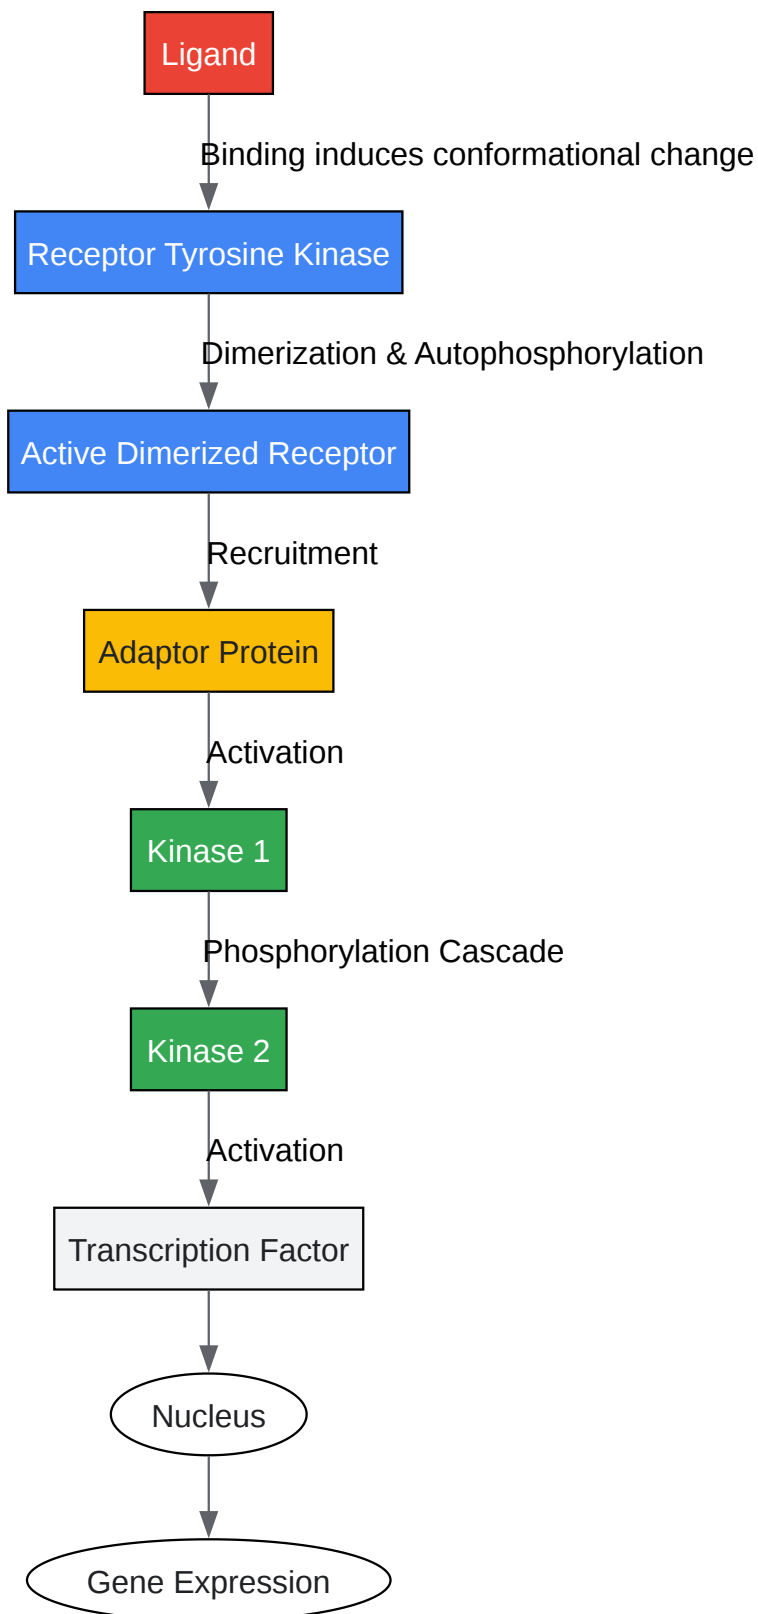 Ligand
Binding induces conformational change
Receptor Tyrosine Kinase
Dimerization & Autophosphorylation
Active Dimerized Receptor
Recruitment
Adaptor Protein
Activation
Kinase 1
Phosphorylation Cascade
Kinase 2
Activation
Transcription Factor
Nucleus
Gene Expression